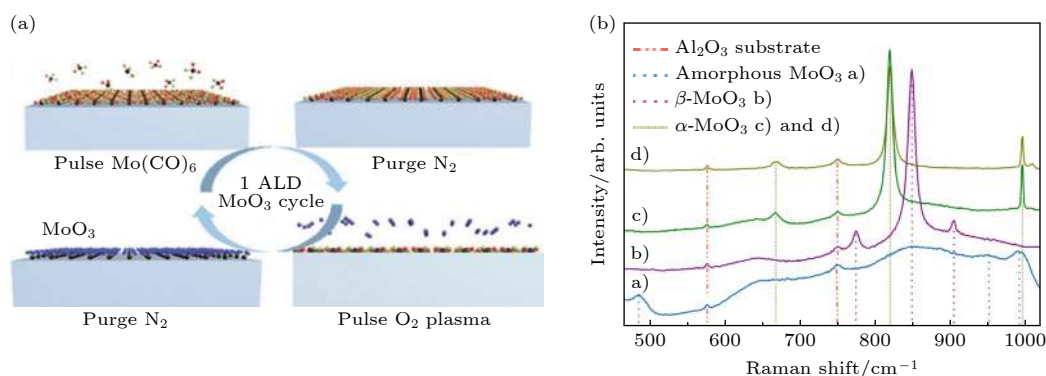 (a)
Pulse Mo(CO)₆
Purge N₂
1 ALD
MoO₃ cycle
MoO₃
Purge N₂
Pulse O₂ plasma
(b)
Al₂O₃ substrate
Amorphous MoO₃ a)
β-MoO₃ b)
α-MoO₃ c) and d)
d)
c)
b)
a)
Intensity/arb. units
500 600 700 800 900 1000
Raman shift/cm⁻¹